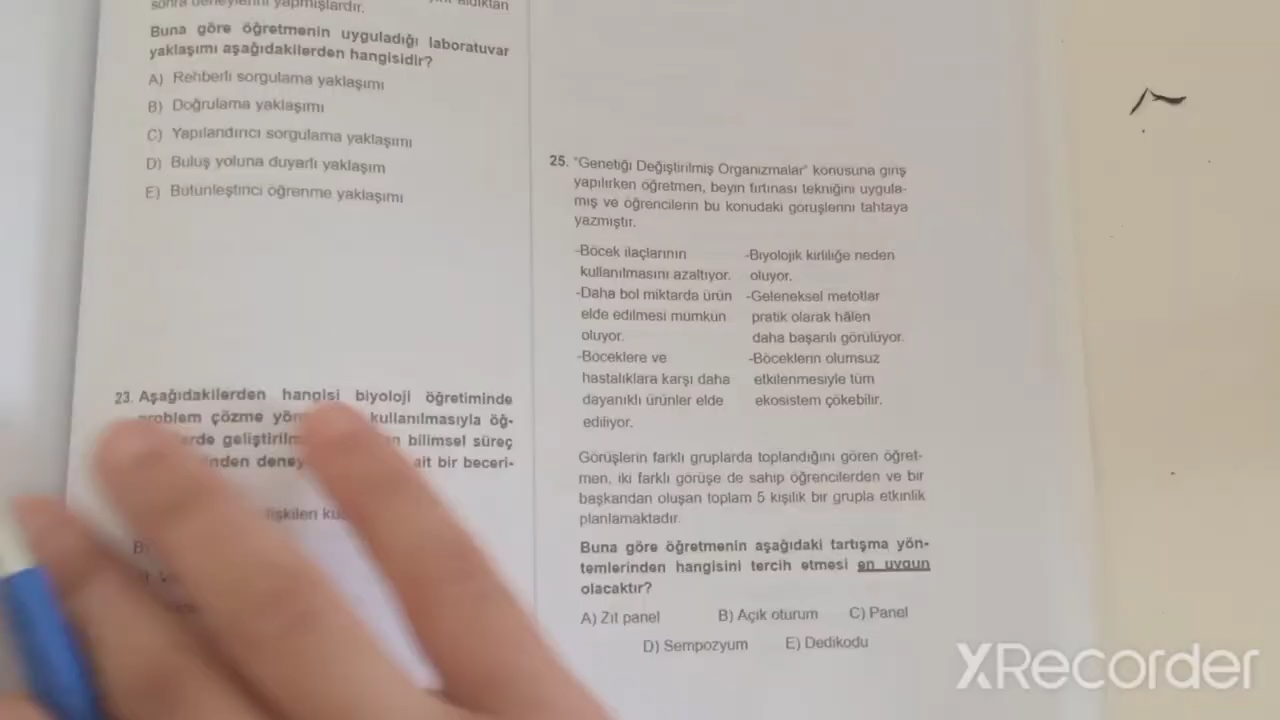 sonra deneylerini yapmışlardır.
Buna göre öğretmenin uyguladığı laboratuvar
yaklaşımı aşağıdakilerden hangisidir?
A) Rehberli sorgulama yaklaşımı
B) Doğrulama yaklaşımı
C) Yapılandırıcı sorgulama yaklaşımı
D) Buluş yoluna duyarlı yaklaşım
E) Bütünleştirici öğrenme yaklaşımı
23. Aşağıdakilerden hangisi biyoloji öğretiminde
problem çözme kullanılmasıyla öğ-
bilimsel süreç
ait bir beceri-
B)
25. "Genetiği Değiştirilmiş Organizmalar" konusuna giriş
yapılırken öğretmen, beyin fırtınası tekniğini uygula-
mış ve öğrencilerin bu konudaki görüşlerini tahtaya
yazmıştır.
-Böcek ilaçlarının
kullanılmasını azaltıyor.
-Daha bol miktarda ürün
elde edilmesi mümkün
oluyor.
-Böceklere ve
hastalıklara karşı daha
dayanıklı ürünler elde
ediliyor.
-Biyolojik kirliliğe neden
oluyor.
-Geleneksel metotlar
pratik olarak hâlen
daha başarılı görülüyor.
-Böceklerin olumsuz
etkilenmesiyle tüm
ekosistem çökebilir.
Görüşlerin farklı gruplarda toplandığını gören öğret-
men, iki farklı görüşe de sahip öğrencilerden ve bir
başkandan oluşan toplam 5 kişilik bir grupla etkinlik
planlamaktadır.
Buna göre öğretmenin aşağıdaki tartışma yön-
temlerinden hangisini tercih etmesi en uygun
olacaktır?
A) Zıt panel B) Açık oturum C) Panel
D) Sempozyum E) Dedikodu
XRecorder